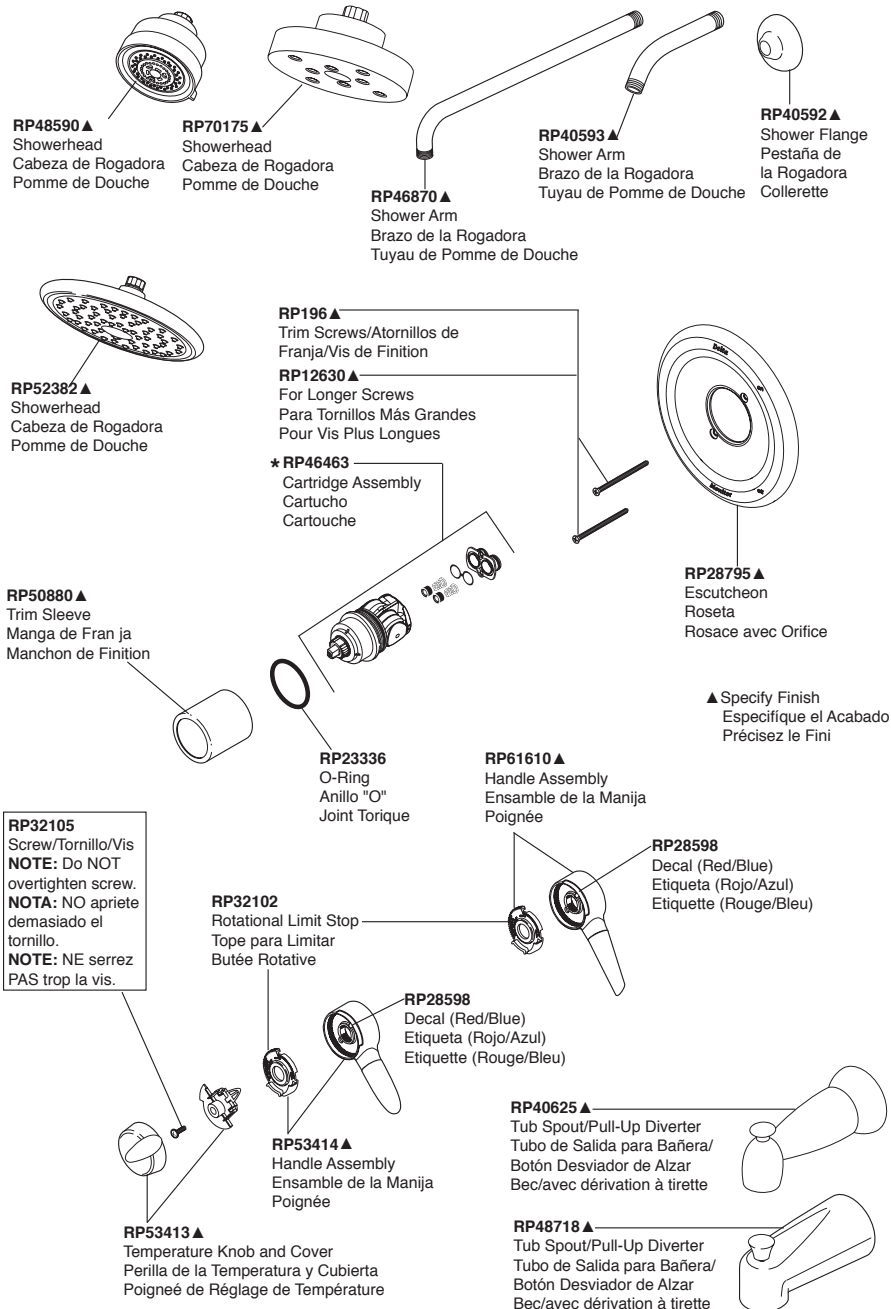 RP48590▲
Showerhead
Cabeza de Rogadora
Pomme de Douche
RP70175▲
Showerhead
Cabeza de Rogadora
Pomme de Douche
RP46870▲
Shower Arm
Brazo de la Rogadora
Tuyau de Pomme de Douche
RP40593▲
Shower Arm
Brazo de la Rogadora
Tuyau de Pomme de Douche
RP40592▲
Shower Flange
Pestaña de
la Rogadora
Collerette
RP52382▲
Showerhead
Cabeza de Rogadora
Pomme de Douche
RP196▲
Trim Screws/Atornillos de
Franja/Vis de Finition
RP12630▲
For Longer Screws
Para Tornillos Más Grandes
Pour Vis Plus Longues
*RP46463
Cartridge Assembly
Cartucho
Cartouche
Delta
Monitor
RP28795▲
Escutcheon
Roseta
Rosace avec Orifice
RP50880▲
Trim Sleeve
Manga de Fran ja
Manchon de Finition
▲Specify Finish
Especifíque el Acabado
Précisez le Fini
RP23336
O-Ring
Anillo "O"
Joint Torique
RP61610▲
Handle Assembly
Ensamble de la Manija
Poignée
RP32105
Screw/Tornillo/Vis
NOTE: Do NOT
overtighten screw.
NOTA: NO apriete
demasiado el
tornillo.
NOTE: NE serrez
PAS trop la vis.
RP28598
Decal (Red/Blue)
Etiqueta (Rojo/Azul)
Etiquette (Rouge/Bleu)
RP32102
Rotational Limit Stop
Tope para Limitar
Butée Rotative
RP28598
Decal (Red/Blue)
Etiqueta (Rojo/Azul)
Etiquette (Rouge/Bleu)
RP53414▲
Handle Assembly
Ensamble de la Manija
Poignée
RP53413▲
Temperature Knob and Cover
Perilla de la Temperatura y Cubierta
Poigneé de Réglage de Température
RP40625▲
Tub Spout/Pull-Up Diverter
Tubo de Salida para Bañera/
Botón Desviador de Alzar
Bec/avec dérivation à tirette
RP48718▲
Tub Spout/Pull-Up Diverter
Tubo de Salida para Bañera/
Botón Desviador de Alzar
Bec/avec dérivation à tirette